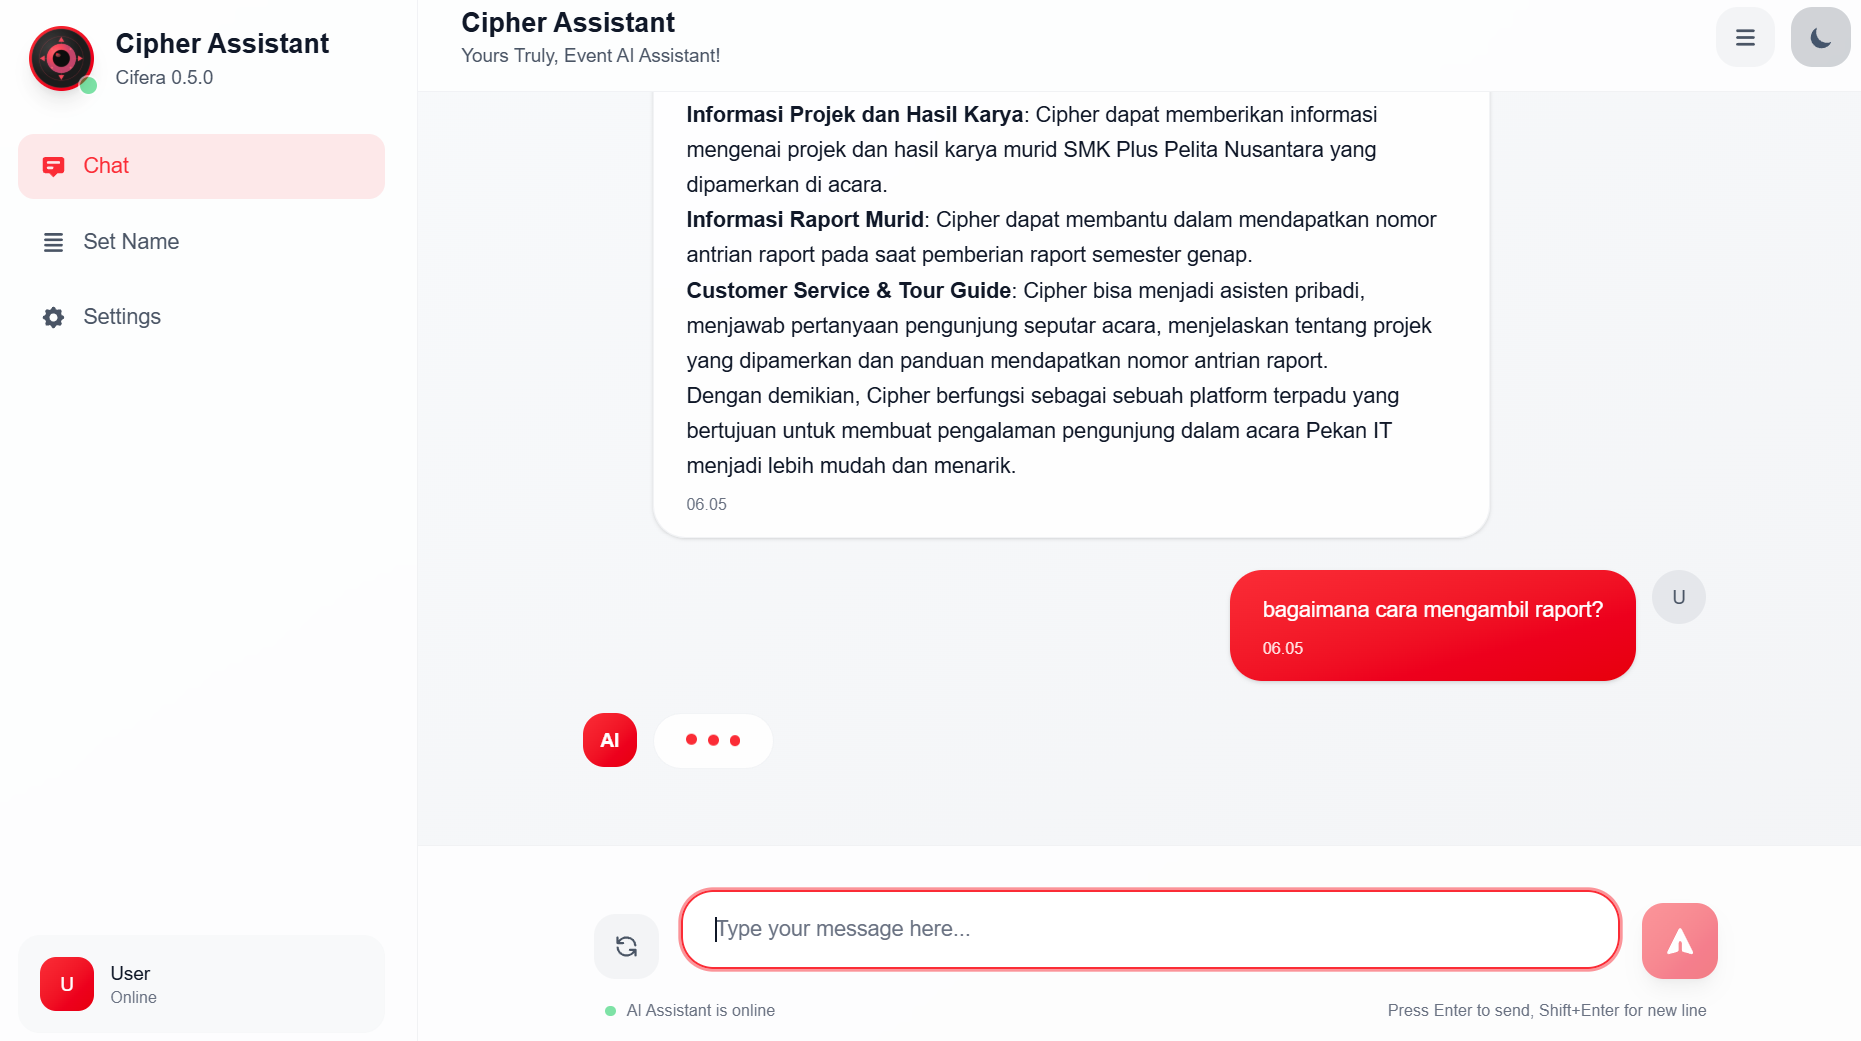 Cipher Assistant
Cifera 0.5.0
Chat
Set Name
Settings
User
Online
U
Cipher Assistant
Yours Truly, Event AI Assistant!
Informasi Projek dan Hasil Karya: Cipher dapat memberikan informasi
mengenai projek dan hasil karya murid SMK Plus Pelita Nusantara yang
dipamerkan di acara.
Informasi Raport Murid: Cipher dapat membantu dalam mendapatkan nomor
antrian raport pada saat pemberian raport semester genap.
Customer Service & Tour Guide: Cipher bisa menjadi asisten pribadi,
menjawab pertanyaan pengunjung seputar acara, menjelaskan tentang projek
yang dipamerkan dan panduan mendapatkan nomor antrian raport.
Dengan demikian, Cipher berfungsi sebagai sebuah platform terpadu yang
bertujuan untuk membuat pengalaman pengunjung dalam acara Pekan IT
menjadi lebih mudah dan menarik.
06.05
bagaimana cara mengambil raport?
06.05
U
AI
Type your message here...
AI Assistant is online
Press Enter to send, Shift+Enter for new line